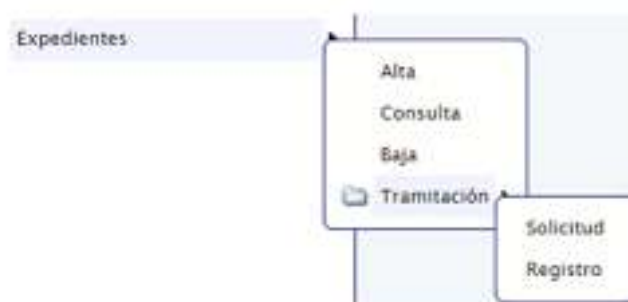 Expedientes
Alta
Consulta
Baja
Tramitación
Solicitud
Registro